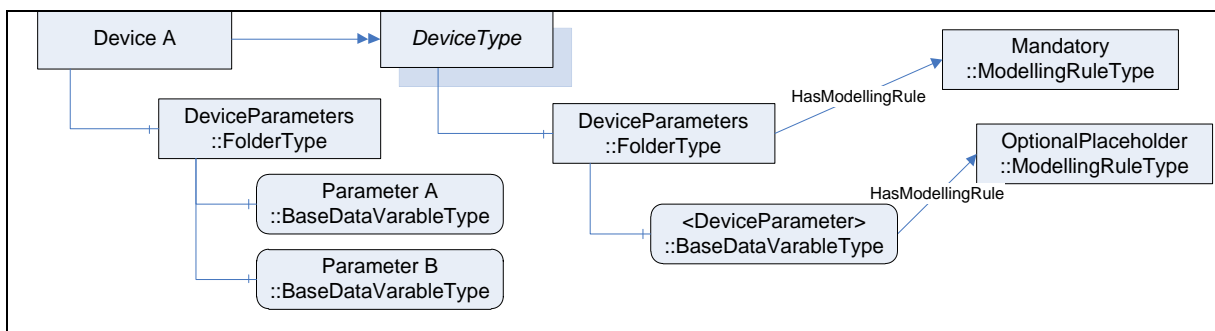 Device A
DeviceType
Mandatory
::ModellingRuleType
HasModellingRule
DeviceParameters
::FolderType
DeviceParameters
::FolderType
OptionalPlaceholder
::ModellingRuleType
HasModellingRule
Parameter A
::BaseDataVarableType
<DeviceParameter>
::BaseDataVarableType
Parameter B
::BaseDataVarableType